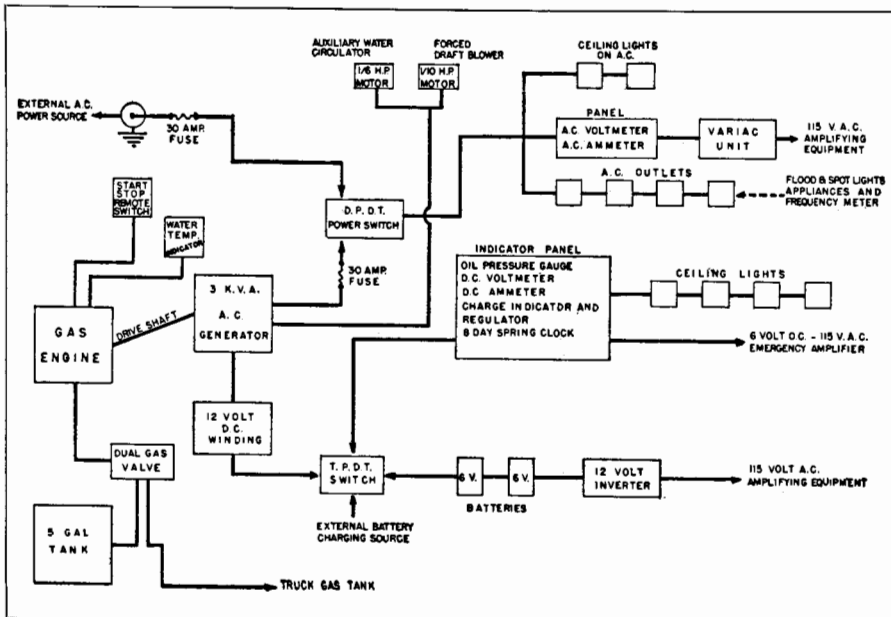 AUXILIARY WATER
CIRCULATOR
1/6 H.P.
MOTOR
FORCED
DRAFT BLOWER
1/10 H.P.
MOTOR
CEILING LIGHTS
ON A.C.
EXTERNAL A.C.
POWER SOURCE
30 AMP.
FUSE
PANEL
A.C. VOLTMETER
A.C. AMMETER
VARIAC
UNIT
115 V. A.C.
AMPLIFYING
EQUIPMENT
A.C. OUTLETS
FLOOD & SPOT LIGHTS
APPLIANCES AND
FREQUENCY METER
START
STOP
REMOTE
SWITCH
WATER
TEMP.
INDICATOR
D.P.D.T.
POWER SWITCH
30 AMP.
FUSE
INDICATOR PANEL
OIL PRESSURE GAUGE
D.C. VOLTMETER
D.C. AMMETER
CHARGE INDICATOR AND
REGULATOR
8 DAY SPRING CLOCK
CEILING LIGHTS
6 VOLT D.C. - 115 V. A.C.
EMERGENCY AMPLIFIER
GAS
ENGINE
DRIVE SHAFT
3 K.V.A.
A.C.
GENERATOR
12 VOLT
D.C.
WINDING
DUAL GAS
VALVE
T.P.D.T.
SWITCH
6V.
6V.
BATTERIES
12 VOLT
INVERTER
115 VOLT A.C.
AMPLIFYING EQUIPMENT
EXTERNAL BATTERY
CHARGING SOURCE
5 GAL
TANK
TRUCK GAS TANK